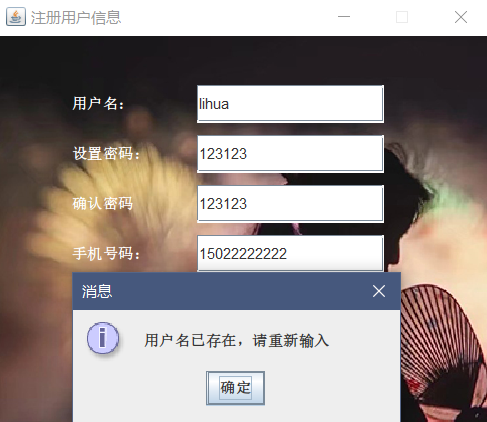 注册用户信息
用户名：
lihua
设置密码：
123123
确认密码
123123
手机号码：
15022222222
消息
用户名已存在，请重新输入
确定